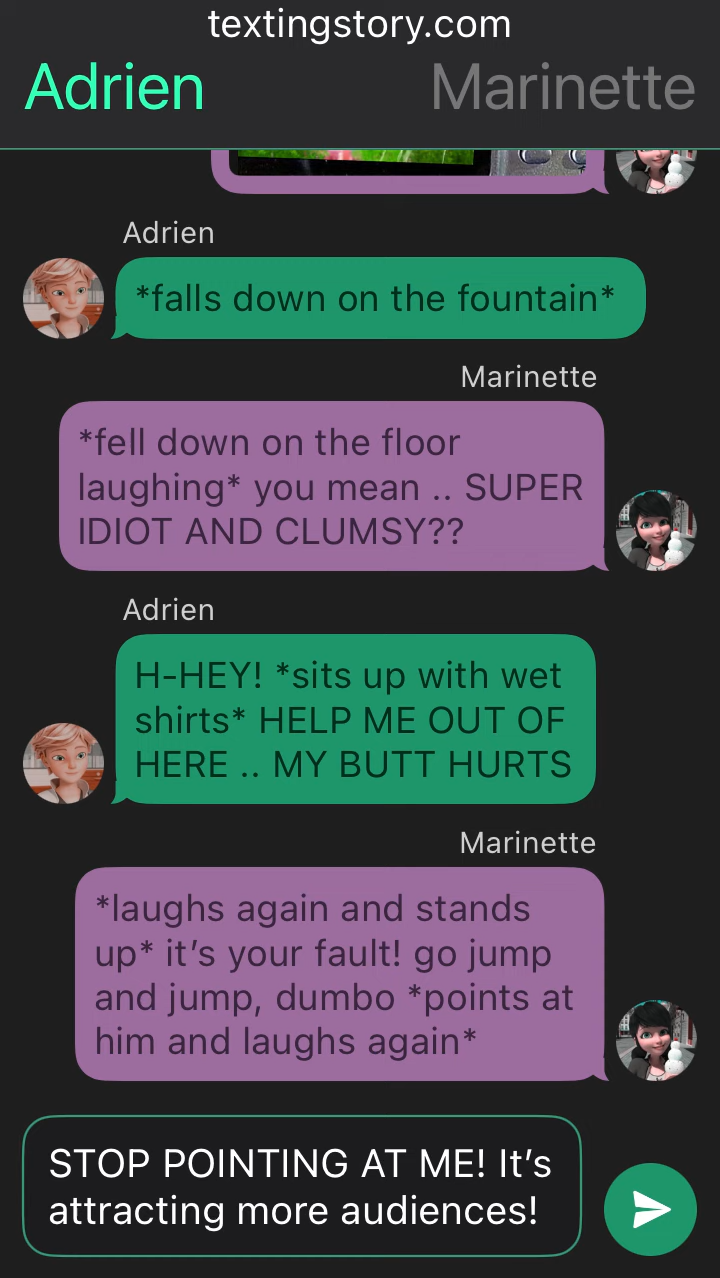 textingstory.com
Adrien
Marinette
Adrien
*falls down on the fountain*
Marinette
*fell down on the floor
laughing* you mean .. SUPER
IDIOT AND CLUMSY??
Adrien
H-HEY! *sits up with wet
shirts* HELP ME OUT OF
HERE .. MY BUTT HURTS
Marinette
*laughs again and stands
up* it’s your fault! go jump
and jump, dumbo *points at
him and laughs again*
STOP POINTING AT ME! It’s
attracting more audiences!